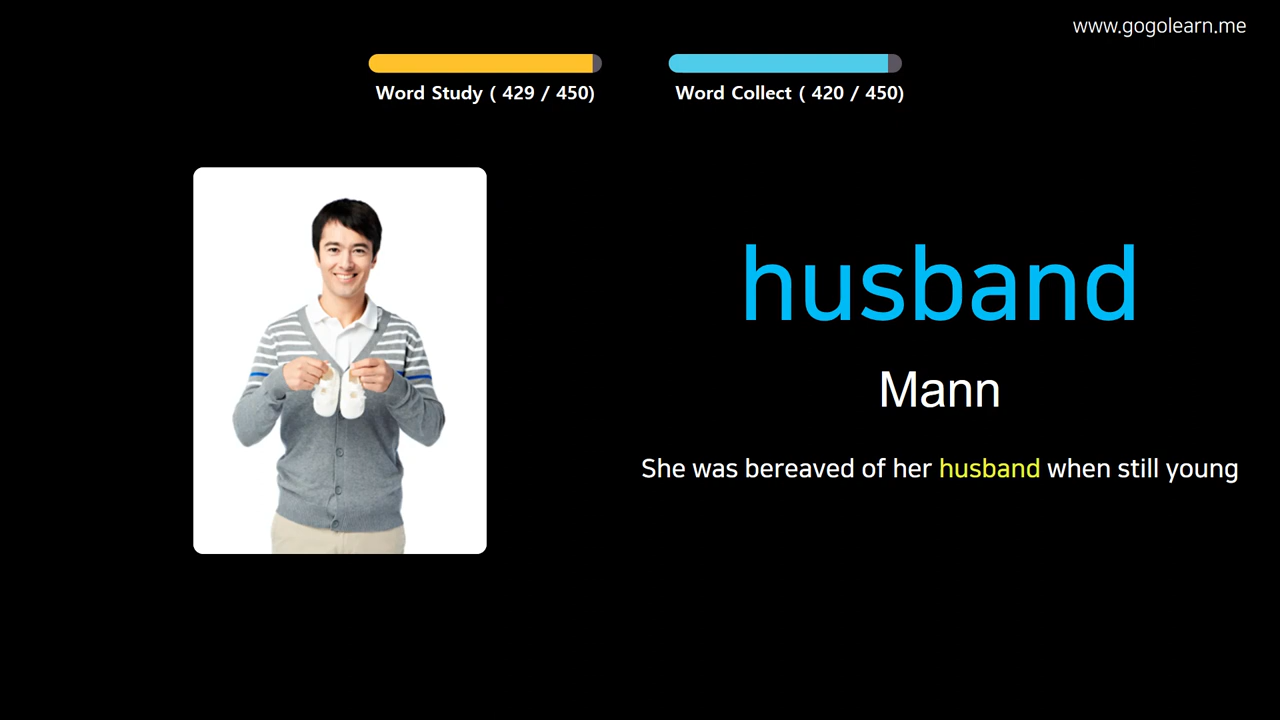 www.gogolearn.me
Word Study ( 429 / 450)
Word Collect ( 420 / 450)
husband
Mann
She was bereaved of her husband when still young